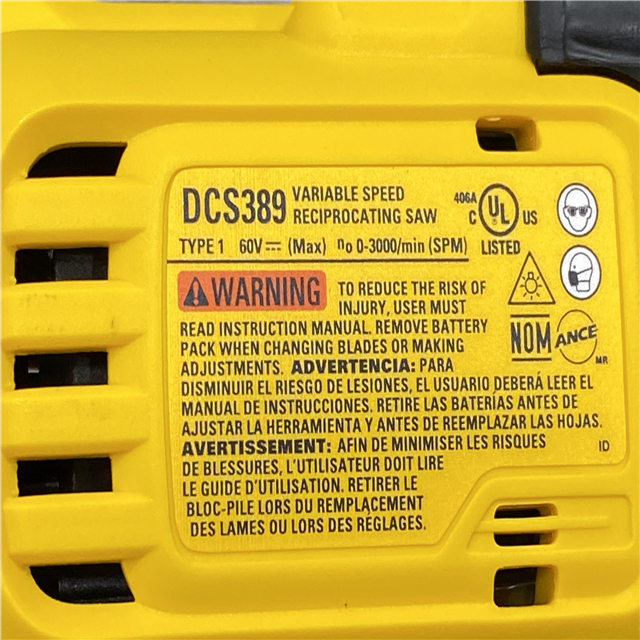 DCS389 VARIABLE SPEED
RECIPROCATING SAW
406A
C UL US
LISTED
TYPE 1 60V⎓ (Max) no 0-3000/min (SPM)
WARNING TO REDUCE THE RISK OF
INJURY, USER MUST
READ INSTRUCTION MANUAL. REMOVE BATTERY
PACK WHEN CHANGING BLADES OR MAKING
ADJUSTMENTS. ADVERTENCIA: PARA
DISMINUIR EL RIESGO DE LESIONES, EL USUARIO DEBERÁ LEER EL
MANUAL DE INSTRUCCIONES. RETIRE LAS BATERÍAS ANTES DE
AJUSTAR LA HERRAMIENTA Y ANTES DE REEMPLAZAR LAS HOJAS.
AVERTISSEMENT: AFIN DE MINIMISER LES RISQUES
DE BLESSURES, L'UTILISATEUR DOIT LIRE
LE GUIDE D'UTILISATION. RETIRER LE
BLOC-PILE LORS DU REMPLACEMENT
DES LAMES OU LORS DES RÉGLAGES.
NOM ANCE
MR
ID